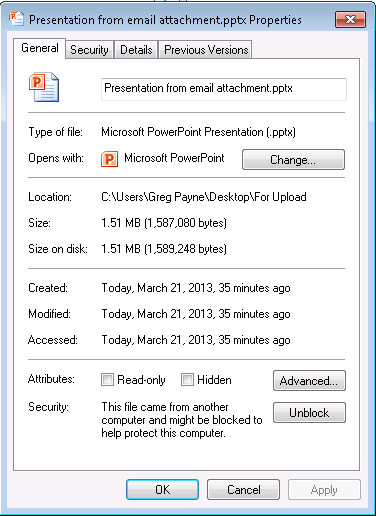 Presentation from email attachment.pptx Properties
General Security Details Previous Versions
Presentation from email attachment.pptx
Type of file: Microsoft PowerPoint Presentation (.pptx)
Opens with: Microsoft PowerPoint Change...
Location: C:\Users\Greg Payne\Desktop\For Upload
Size: 1.51 MB (1,587,080 bytes)
Size on disk: 1.51 MB (1,589,248 bytes)
Created: Today, March 21, 2013, 35 minutes ago
Modified: Today, March 21, 2013, 35 minutes ago
Accessed: Today, March 21, 2013, 35 minutes ago
Attributes: Read-only Hidden Advanced...
Security: This file came from another
computer and might be blocked to
help protect this computer.
Unblock
OK Cancel Apply